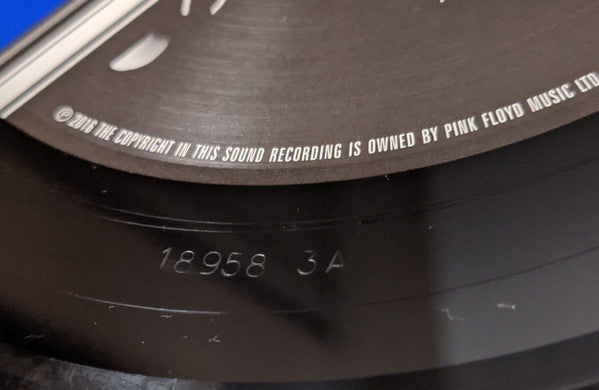 ℗ 2016 THE COPYRIGHT IN THIS SOUND RECORDING IS OWNED BY PINK FLOYD MUSIC LTD
18958 3A